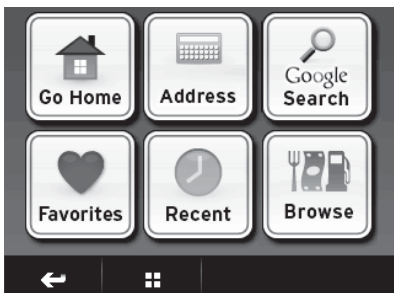 Go Home
Address
Google
Search
Favorites
Recent
Browse